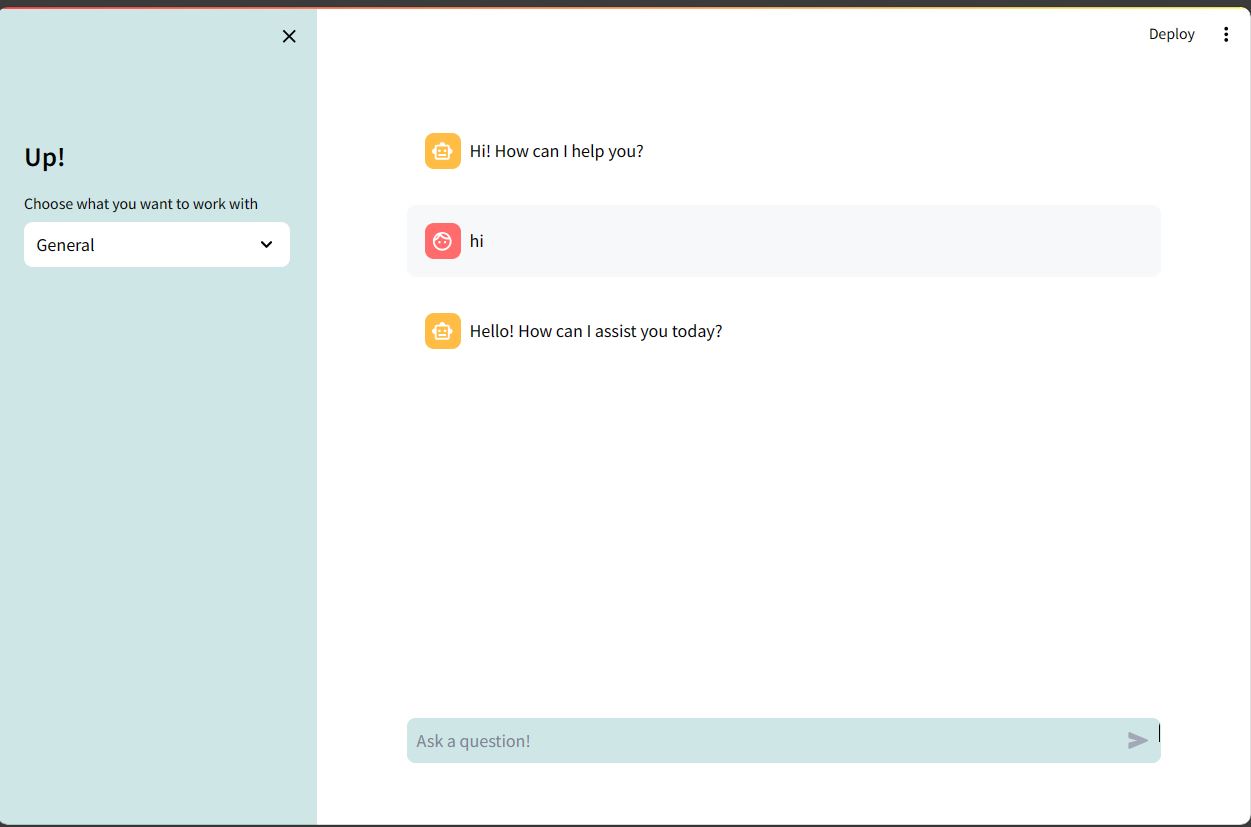 Deploy
Up!
Choose what you want to work with
General
Hi! How can I help you?
hi
Hello! How can I assist you today?
Ask a question!